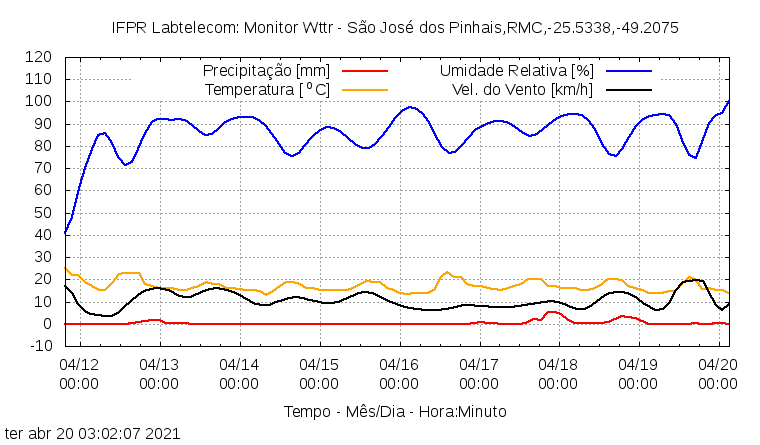 IFPR Labtelecom: Monitor Wttr - São José dos Pinhais,RMC,-25.5338,-49.2075
120
110
100
90
80
70
60
50
40
30
20
10
0
-10
Precipitação [mm]
Temperatura [⁰C]
Umidade Relativa [%]
Vel. do Vento [km/h]
04/12 04/13 04/14 04/15 04/16 04/17 04/18 04/19 04/20
00:00 00:00 00:00 00:00 00:00 00:00 00:00 00:00 00:00
Tempo - Mês/Dia - Hora:Minuto
ter abr 20 03:02:07 2021